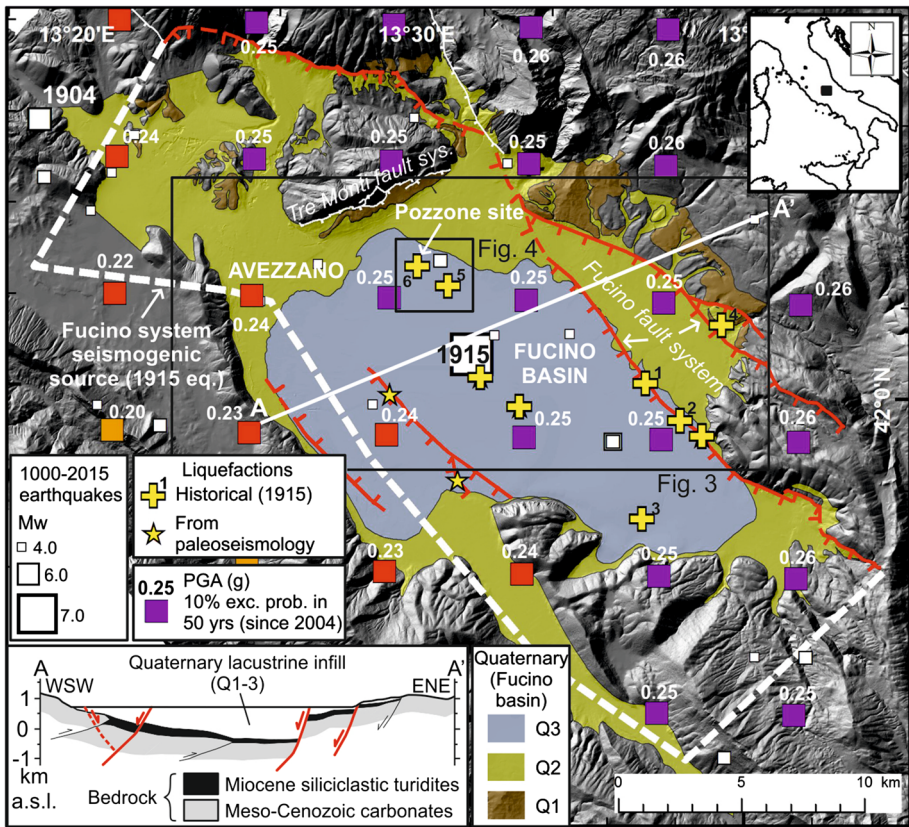 13°20'E
0.25
13°30'E
0.26
13°
0.26
N
1904
0.24
0.25
0.25
0.25
0.26
Tre Monti fault sys.
A'
Pozzone site
Fig. 4
0.22
AVEZZANO
0.25
6
5
0.25
0.25
0.26
4
Fucino system
seismogenic
source (1915 eq.)
0.24
Fucino fault system
1915
FUCINO
BASIN
1
42°N
0.20
0.23
A
0.24
0.25
0.25
2
0.26
Fig. 3
3
1000-2015
earthquakes
Mw
4.0
6.0
7.0
1
Liquefactions
Historical (1915)
From
paleoseismology
0.25
PGA (g)
10% exc. prob. in
50 yrs (since 2004)
0.23
0.24
0.25
0.26
0.25
0.25
A
WSW
Quaternary lacustrine infill
(Q1-3)
A'
ENE
1
0
-1
km
a.s.l.
1
0
-1
Bedrock
Miocene siliciclastic turidites
Meso-Cenozoic carbonates
Quaternary
(Fucino
basin)
Q3
Q2
Q1
0
5
10
km